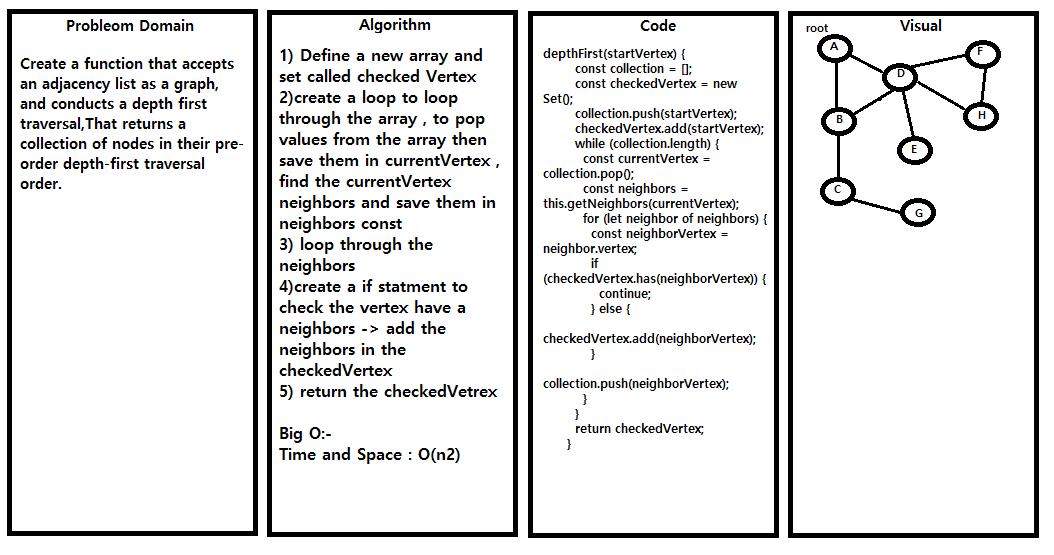 Probleom Domain
Create a function that accepts
an adjacency list as a graph,
and conducts a depth first
traversal,That returns a
collection of nodes in their pre-
order depth-first traversal
order.
Algorithm
1) Define a new array and
set called checked Vertex
2)create a loop to loop
through the array , to pop
values from the array then
save them in currentVertex ,
find the currentVertex
neighbors and save them in
neighbors const
3) loop through the
neighbors
4)create a if statment to
check the vertex have a
neighbors -> add the
neighbors in the
checkedVertex
5) return the checkedVetrex
Big O:-
Time and Space : O(n2)
Code
depthFirst(startVertex) {
const collection = [];
const checkedVertex = new
Set();
collection.push(startVertex);
checkedVertex.add(startVertex);
while (collection.length) {
const currentVertex =
collection.pop();
const neighbors =
this.getNeighbors(currentVertex);
for (let neighbor of neighbors) {
const neighborVertex =
neighbor.vertex;
if
(checkedVertex.has(neighborVertex)) {
continue;
} else {
checkedVertex.add(neighborVertex);
}
collection.push(neighborVertex);
}
}
return checkedVertex;
}
Visual
root
A
F
D
B
H
E
C
G